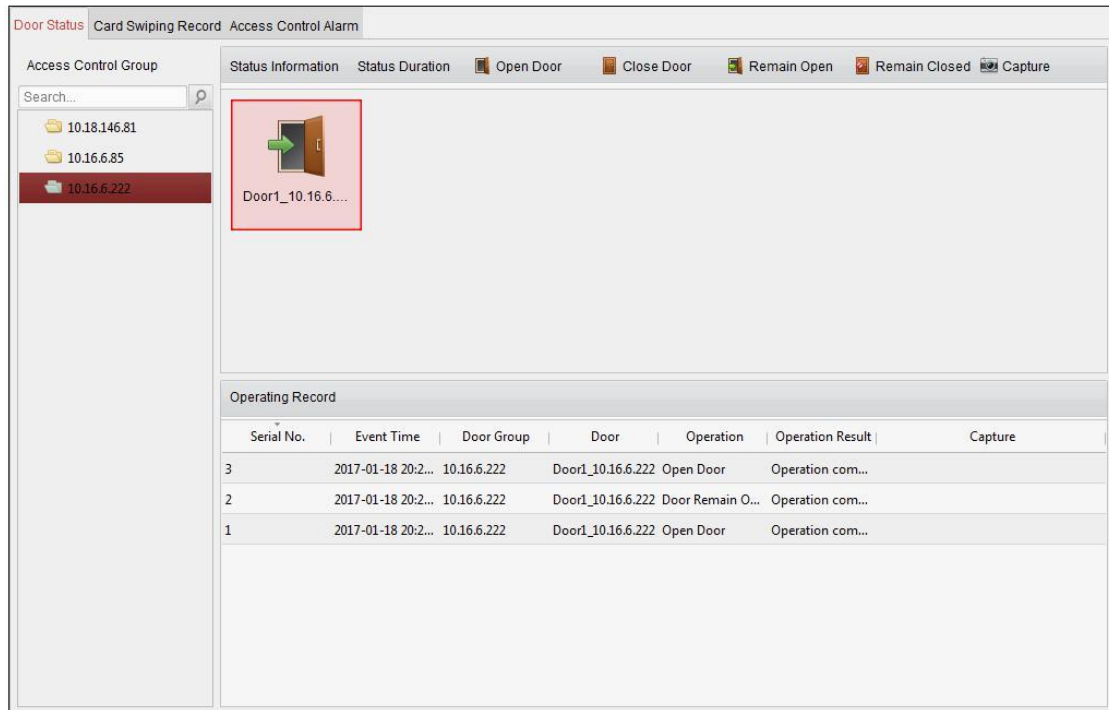 Door Status Card Swiping Record Access Control Alarm
Access Control Group
Search...
10.18.146.81
10.16.6.85
10.16.6.222
Status Information Status Duration Open Door Close Door Remain Open Remain Closed Capture
Door1_10.16.6....
Operating Record
Serial No. Event Time Door Group Door Operation Operation Result Capture
3 2017-01-18 20:2... 10.16.6.222 Door1_10.16.6.222 Open Door Operation com...
2 2017-01-18 20:2... 10.16.6.222 Door1_10.16.6.222 Door Remain O... Operation com...
1 2017-01-18 20:2... 10.16.6.222 Door1_10.16.6.222 Open Door Operation com...